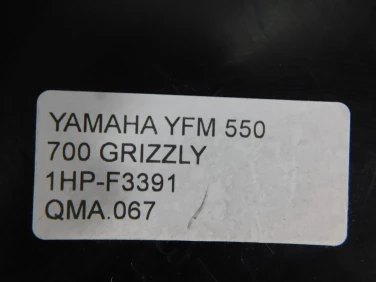 YAMAHA YFM 550
700 GRIZZLY
1HP-F3391
QMA.067